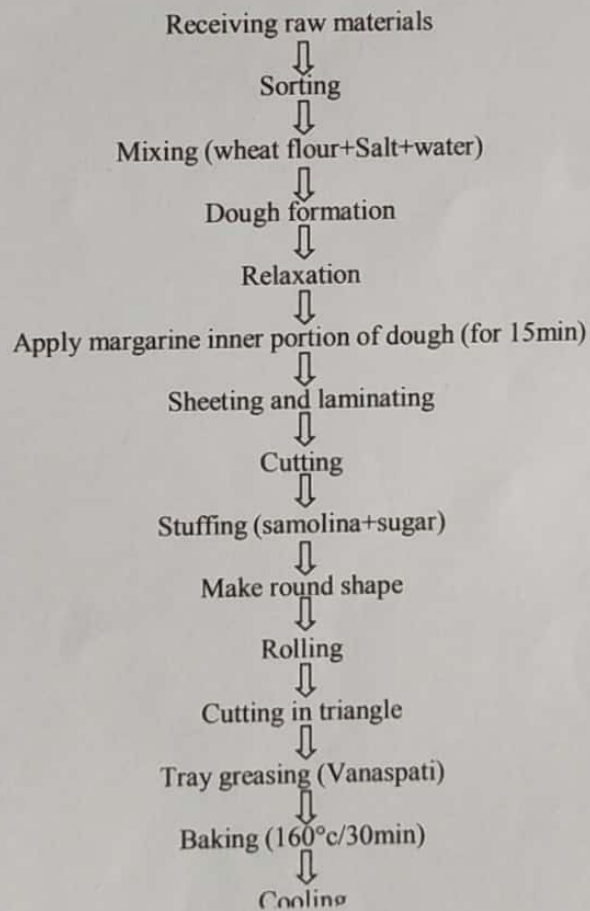 Receiving raw materials
Sorting
Mixing (wheat flour+Salt+water)
Dough formation
Relaxation
Apply margarine inner portion of dough (for 15min)
Sheeting and laminating
Cutting
Stuffing (samolina+sugar)
Make round shape
Rolling
Cutting in triangle
Tray greasing (Vanaspati)
Baking (160°c/30min)
Cooling